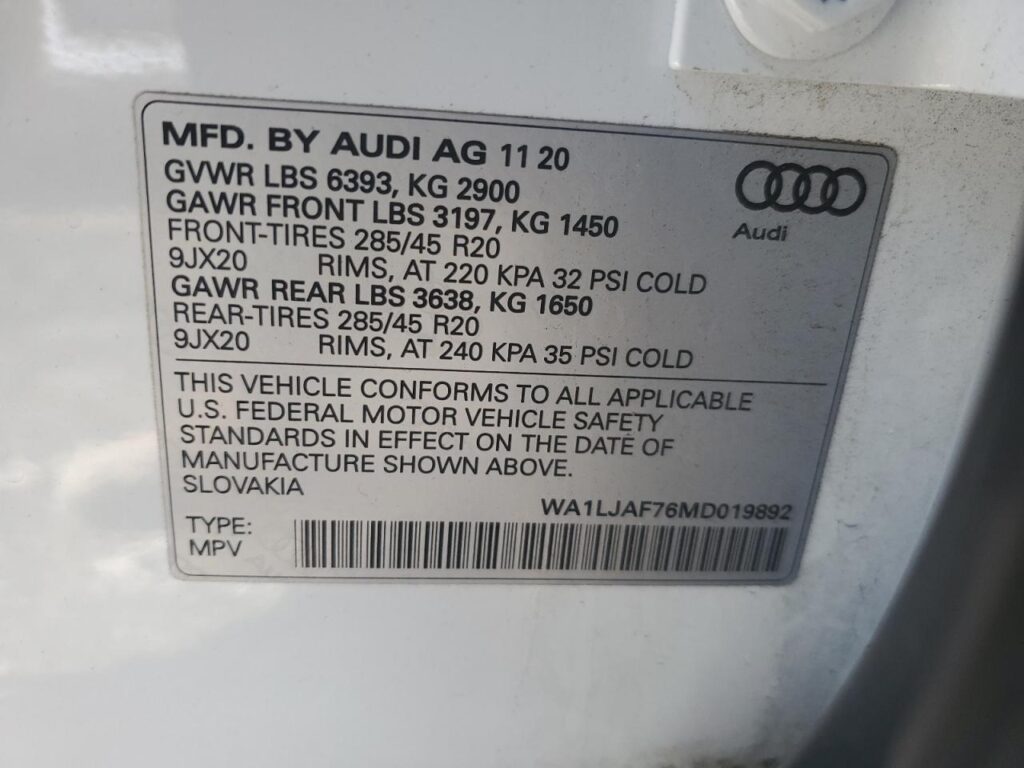 MFD. BY AUDI AG 11 20
GVWR LBS 6393, KG 2900
GAWR FRONT LBS 3197, KG 1450
FRONT-TIRES 285/45 R20
9JX20 RIMS, AT 220 KPA 32 PSI COLD
GAWR REAR LBS 3638, KG 1650
REAR-TIRES 285/45 R20
9JX20 RIMS, AT 240 KPA 35 PSI COLD
Audi
THIS VEHICLE CONFORMS TO ALL APPLICABLE
U.S. FEDERAL MOTOR VEHICLE SAFETY
STANDARDS IN EFFECT ON THE DATE OF
MANUFACTURE SHOWN ABOVE.
SLOVAKIA
WA1LJAF76MD019892
TYPE:
MPV